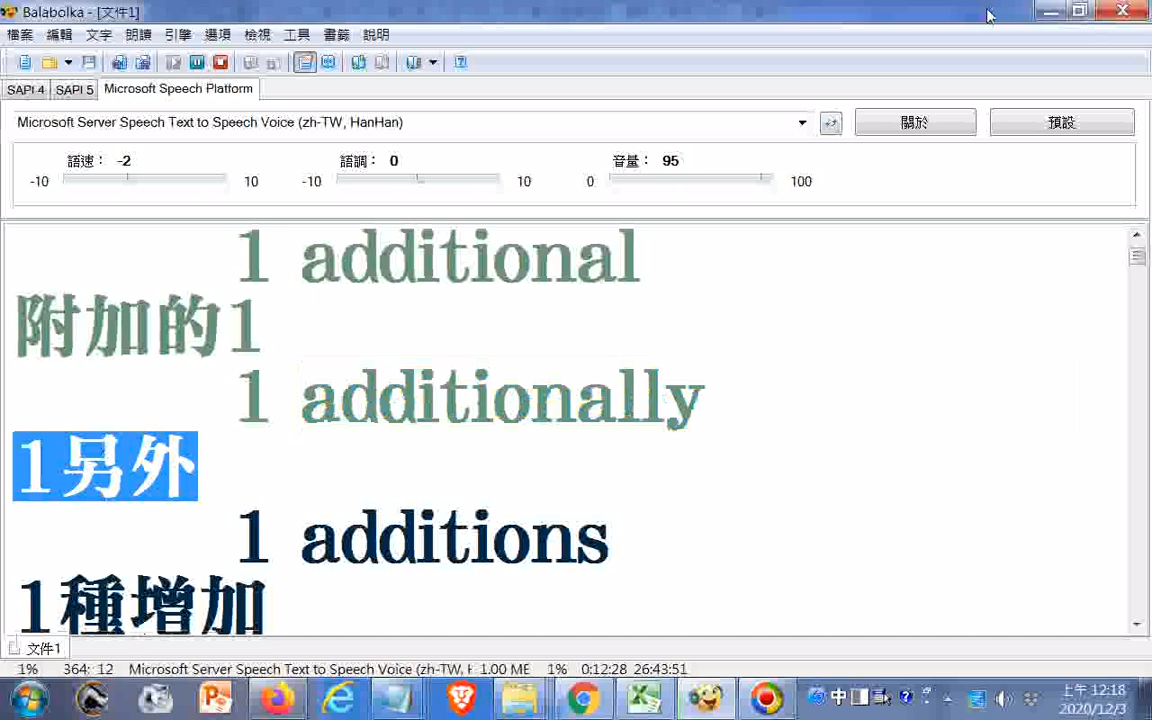 Balabolka - [文件1]
檔案 編輯 文字 朗讀 引擎 選項 檢視 工具 書籤 說明
SAPI 4 SAPI 5 Microsoft Speech Platform
Microsoft Server Speech Text to Speech Voice (zh-TW, HanHan) 關於 預設
語速： -2 語調： 0 音量： 95
-10 10 -10 10 0 100
1 additional
附加的1
1 additionally
1另外
1 additions
1種增加
文件1
1% 364: 12 Microsoft Server Speech Text to Speech Voice (zh-TW, 1.00 ME 1% 0:12:28 26:43:51
中 上午 12:18
2020/12/3